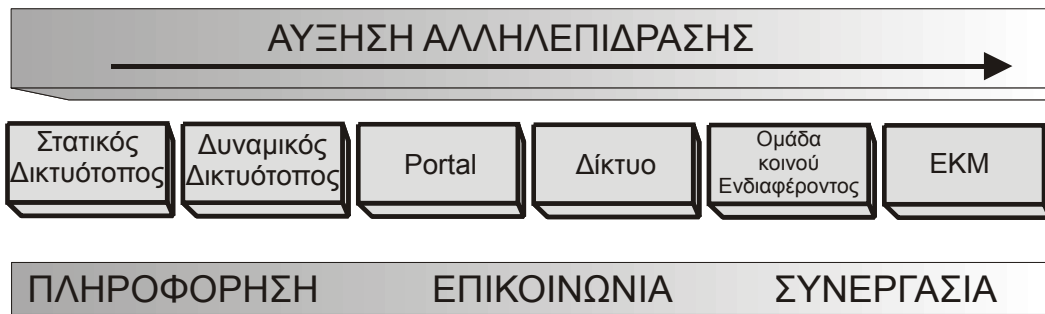 ΑΥΞΗΣΗ ΑΛΛΗΛΕΠΙΔΡΑΣΗΣ
Στατικός
Δικτυότοπος
Δυναμικός
Δικτυότοπος
Portal
Δίκτυο
Ομάδα
κοινού
Ενδιαφέροντος
ΕΚΜ
ΠΛΗΡΟΦΟΡΗΣΗ ΕΠΙΚΟΙΝΩΝΙΑ ΣΥΝΕΡΓΑΣΙΑ